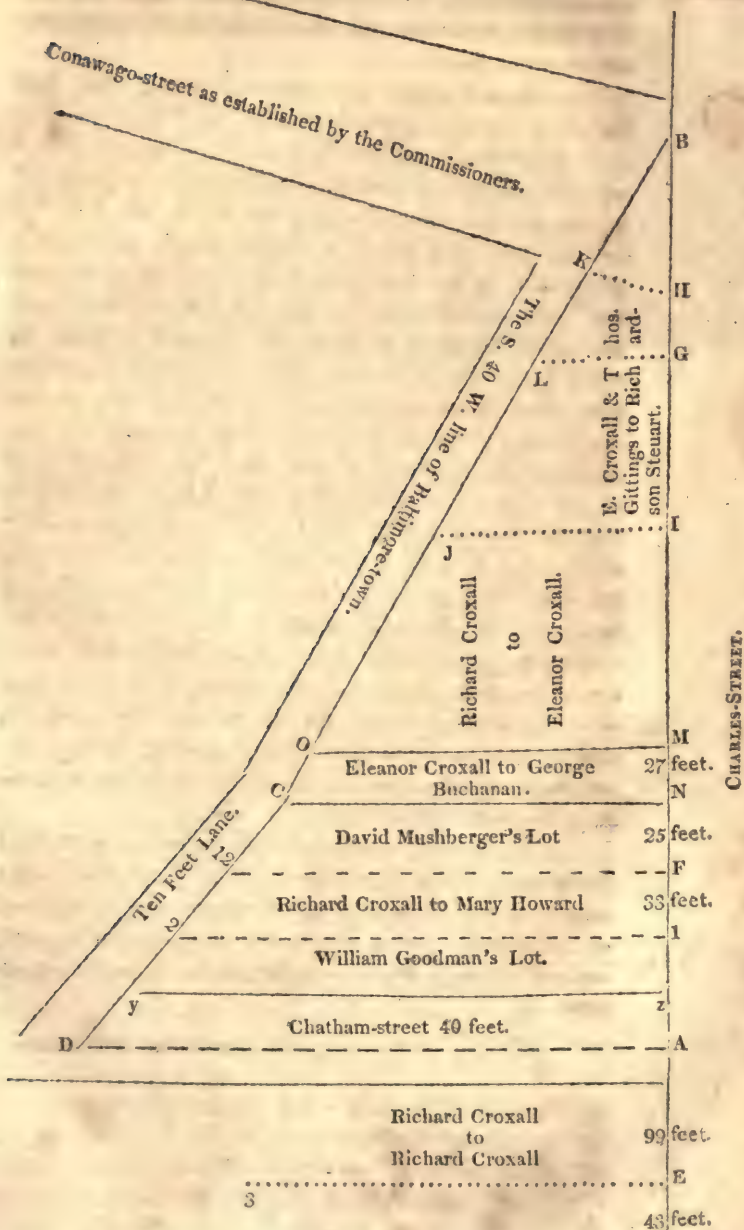 Conawago-street as established by the Commissioners.
B
K
H
The S. 40 W. line of Baltimore-town.
G
L
E. Croxall & Thos.
Gittings to Richard-
son Steuart.
I
J
Richard Croxall
to
Eleanor Croxall.
CHARLES-STREET.
O
M
Eleanor Croxall to George
Buchanan.
27 feet.
C
N
Ten Feet Lane.
David Mushberger's Lot
25 feet.
12
F
Richard Croxall to Mary Howard
33 feet.
2
1
William Goodman's Lot.
y
z
Chatham-street 40 feet.
D
A
Richard Croxall
to
Richard Croxall
99 feet.
E
3
43 feet.